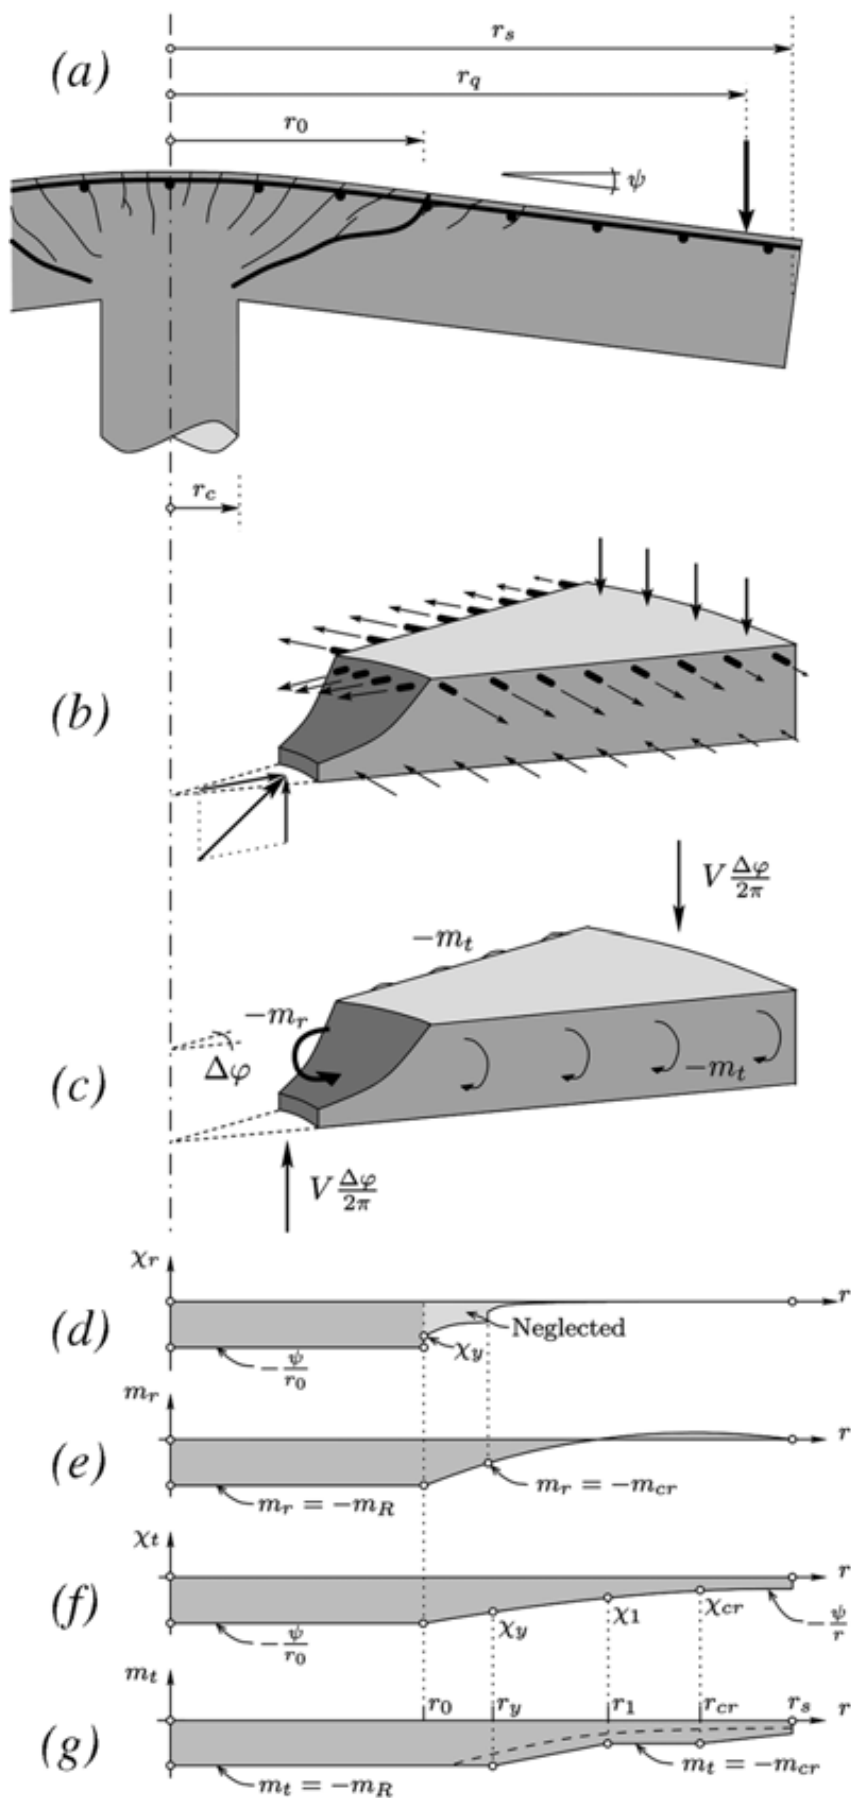 r_s
(a)
r_q
r_0
ψ
r_c
(b)
V Δφ/2π
−m_t
−m_r
Δφ
−m_t
(c)
V Δφ/2π
χ_r
r
(d)
Neglected
χ_y
−ψ/r_0
m_r
r
(e)
m_r = −m_cr
m_r = −m_R
χ_t
r
(f)
χ_y
χ_1
χ_cr
−ψ/r
−ψ/r_0
m_t
r_0 r_y r_1 r_cr r_s
r
(g)
m_t = −m_cr
m_t = −m_R